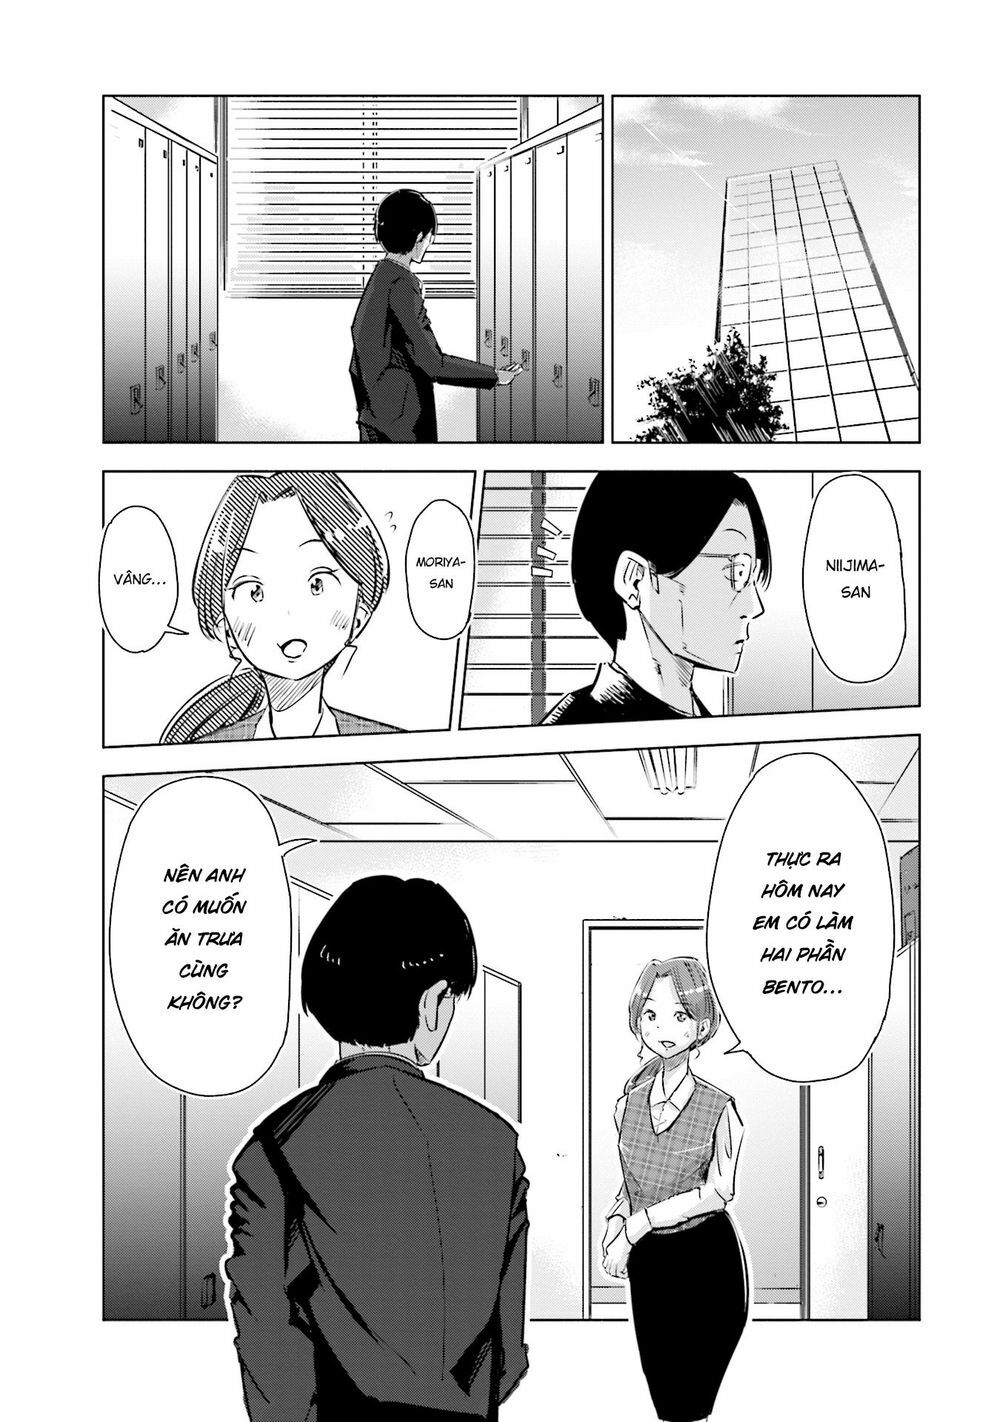 NIIJIMA-
SAN
MORIYA-
SAN
VÂNG...
THỰC RA
HÔM NAY
EM CÓ LÀM
HAI PHẦN
BENTO...
NÊN ANH
CÓ MUỐN
ĂN TRƯA
CÙNG
KHÔNG?